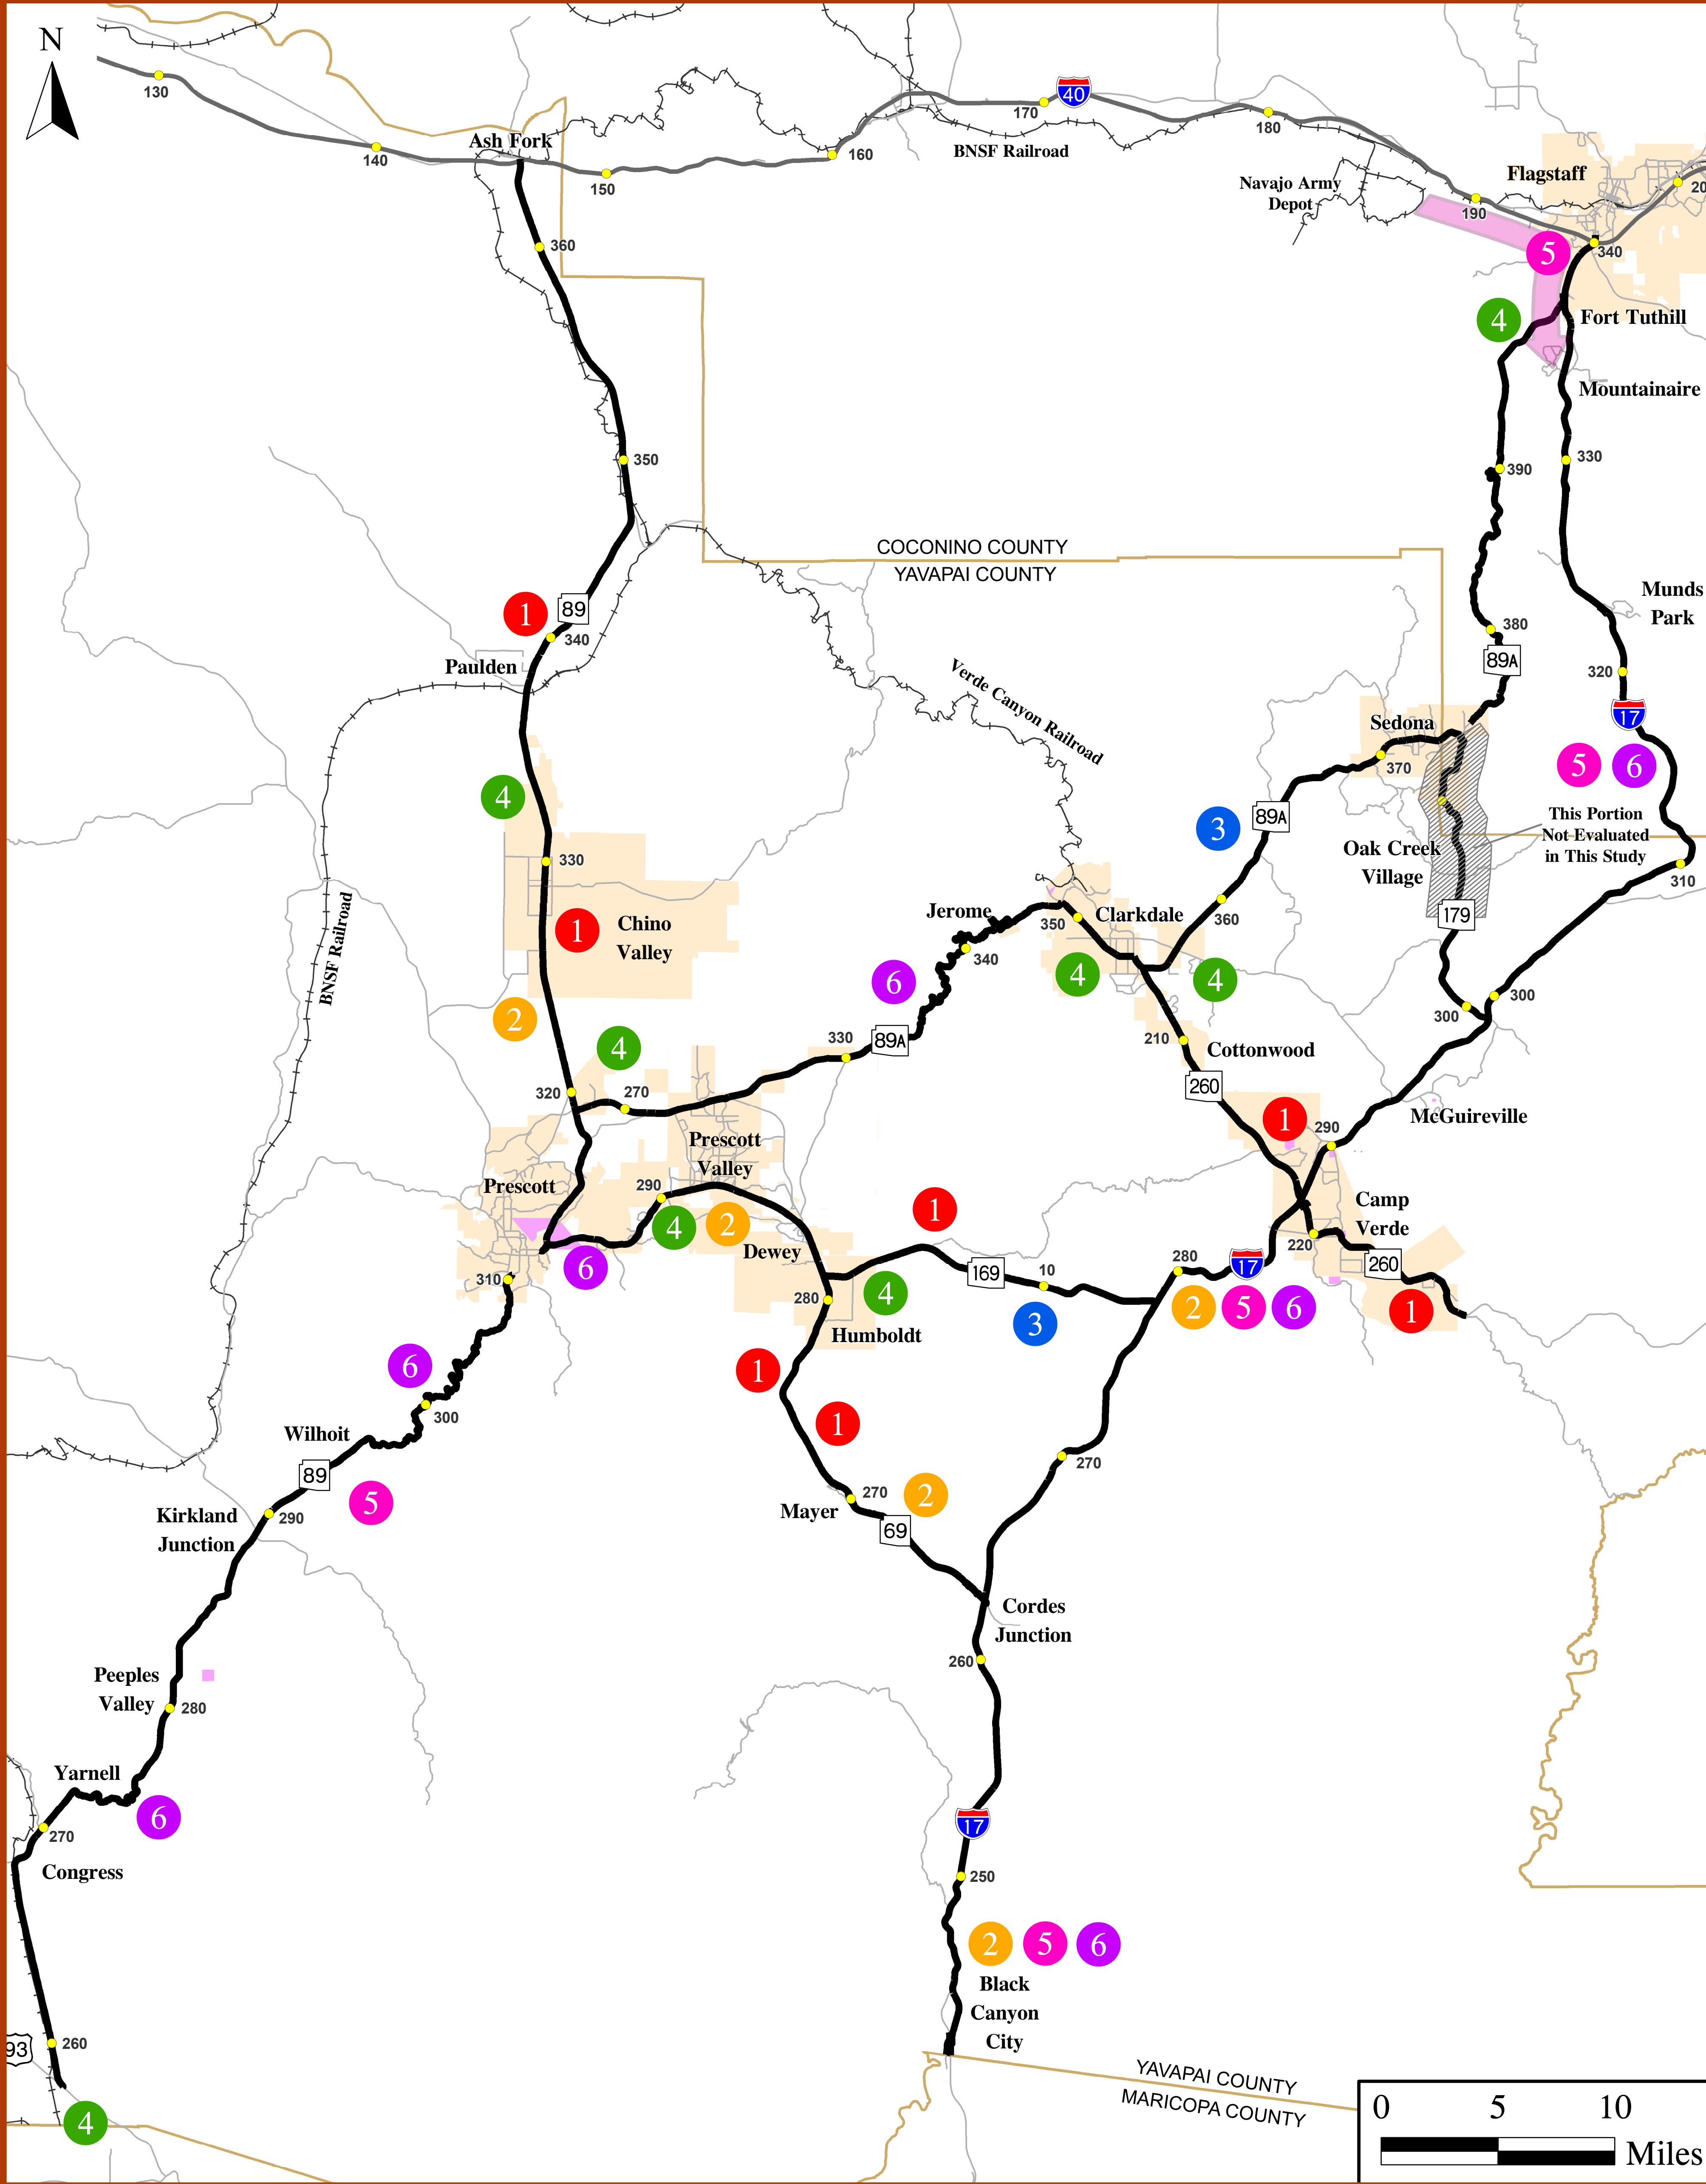 N
130
140
Ash Fork
150
160
170
40
BNSF Railroad
180
Navajo Army
Depot
190
Flagstaff
20
5
340
4
Fort Tuthill
360
Mountainaire
350
390
330
COCONINO COUNTY
YAVAPAI COUNTY
Munds
Park
1
89
340
380
Paulden
89A
320
Verde Canyon Railroad
Sedona
17
370
5
6
4
3
89A
This Portion
Not Evaluated
in This Study
Oak Creek
Village
330
310
BNSF Railroad
1
Chino
Valley
Jerome
350
Clarkdale
360
179
340
6
4
4
300
300
2
4
330
89A
210
Cottonwood
320
270
260
McGuireville
1
290
Prescott
Valley
Prescott
290
4
2
1
Camp
Verde
Dewey
6
220
260
310
169
10
280
17
280
4
3
2
5
6
1
Humboldt
6
1
300
1
Wilhoit
270
89
5
270
2
Mayer
69
Kirkland
Junction
290
Cordes
Junction
260
Peeples
Valley
280
Yarnell
6
270
17
Congress
250
2
5
6
Black
Canyon
City
260
93
YAVAPAI COUNTY
MARICOPA COUNTY
4
0
5
10
Miles